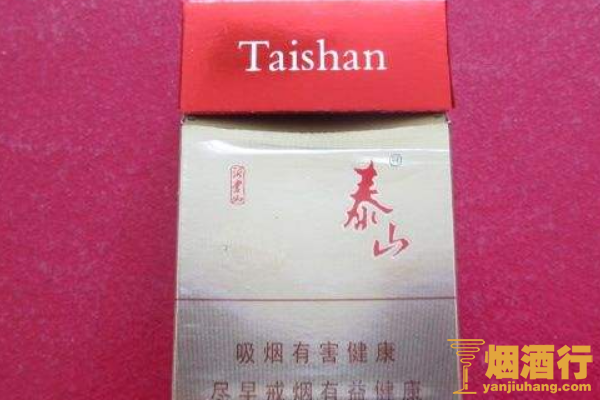 Taishan
泰山
吸烟有害健康
尽早戒烟有益健康
烟酒行
yanjiuhang.com